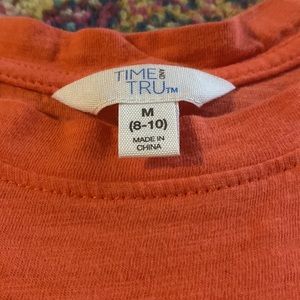 TIME AND
TRU™
M
(8-10)
MADE IN
CHINA